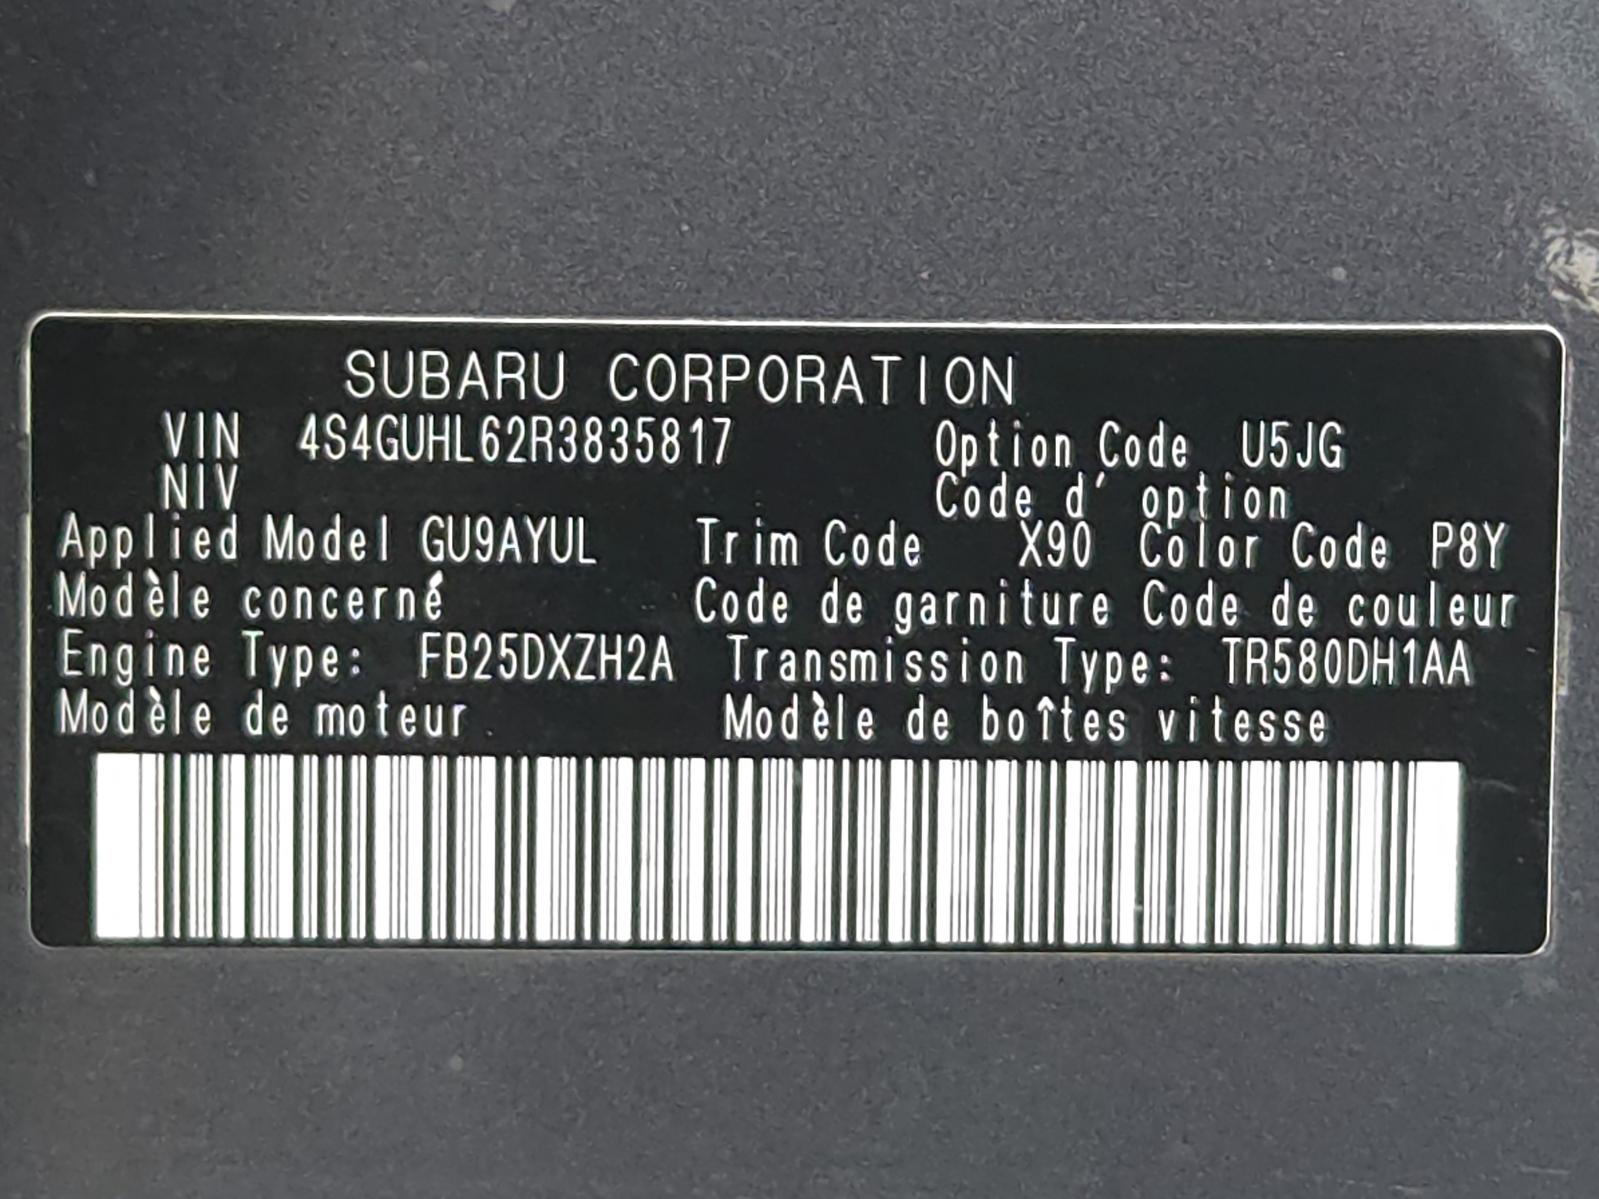 SUBARU CORPORATION
VIN 4S4GUHL62R3835817 Option Code U5JG
NIV Code d' option
Applied Model GU9AYUL Trim Code X90 Color Code P8Y
Modèle concerné Code de garniture Code de couleur
Engine Type: FB25DXZH2A Transmission Type: TR580DH1AA
Modèle de moteur Modèle de boîtes vitesse